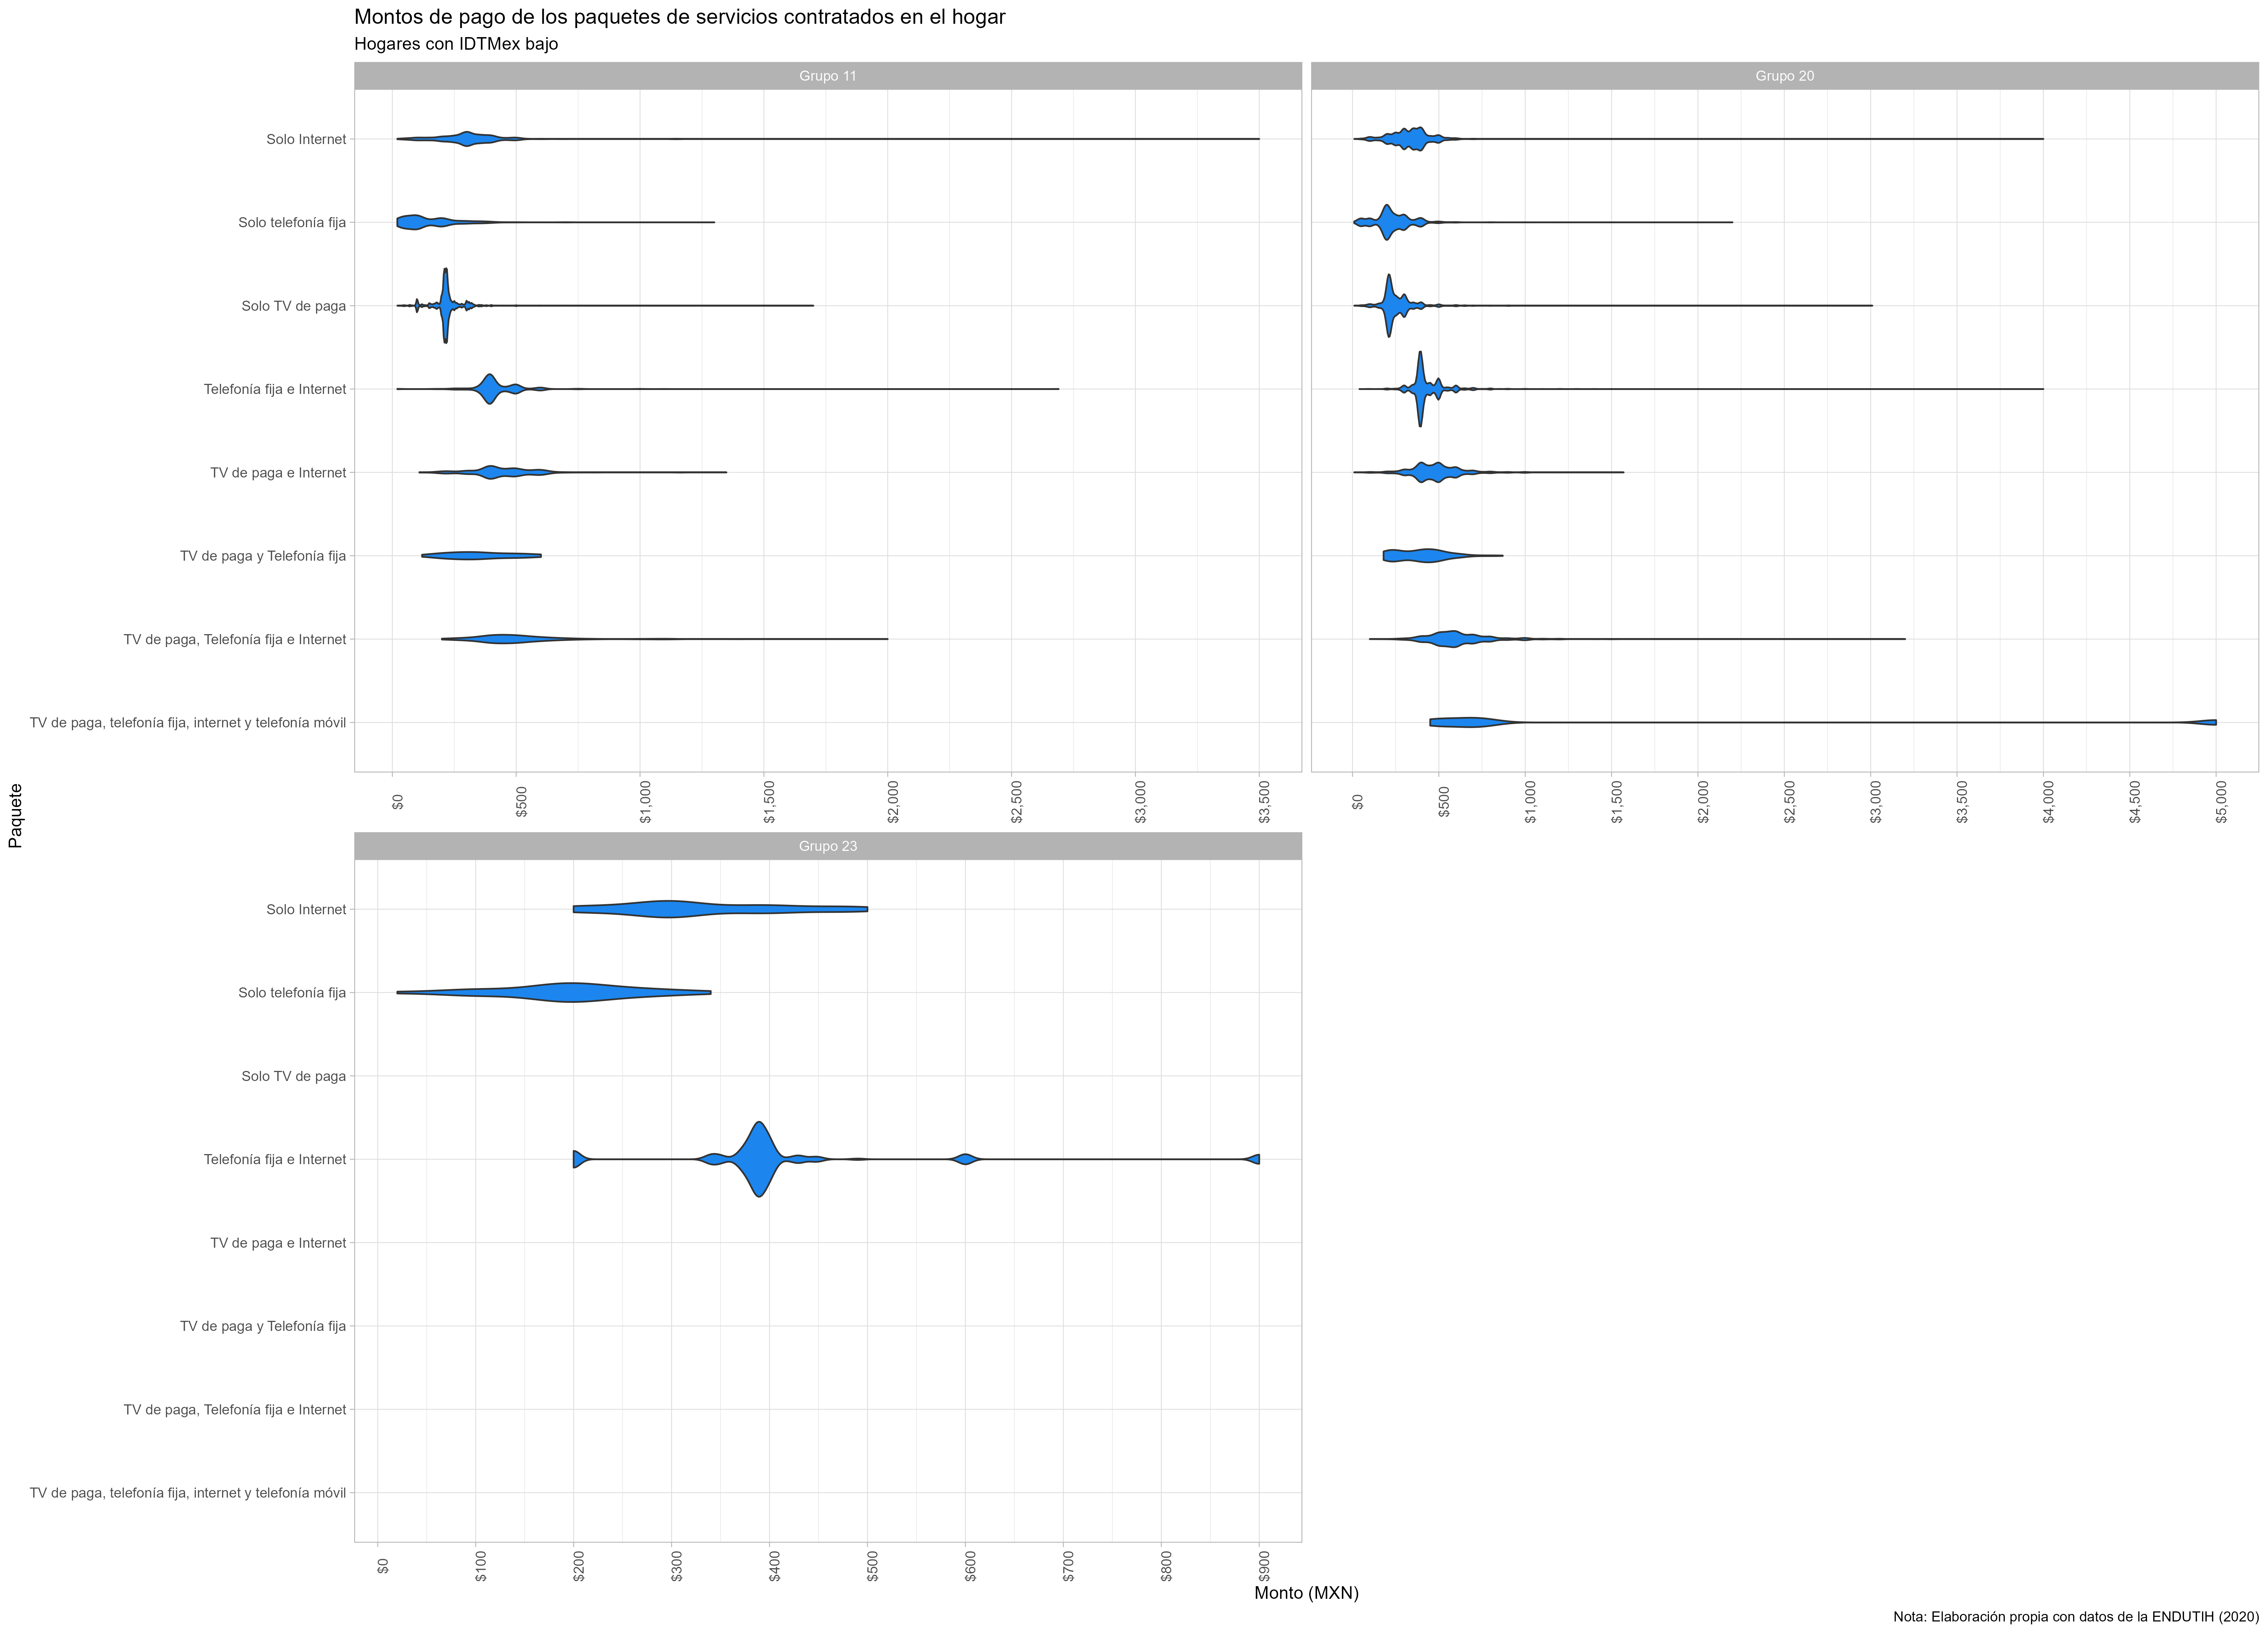 Montos de pago de los paquetes de servicios contratados en el hogar
Hogares con IDTMex bajo
Grupo 11
Grupo 20
Solo Internet
Solo telefonía fija
Solo TV de paga
Telefonía fija e Internet
TV de paga e Internet
TV de paga y Telefonía fija
TV de paga, Telefonía fija e Internet
TV de paga, telefonía fija, internet y telefonía móvil
$0 $500 $1,000 $1,500 $2,000 $2,500 $3,000 $3,500
$0 $500 $1,000 $1,500 $2,000 $2,500 $3,000 $3,500 $4,000 $4,500 $5,000
Paquete
Grupo 23
Solo Internet
Solo telefonía fija
Solo TV de paga
Telefonía fija e Internet
TV de paga e Internet
TV de paga y Telefonía fija
TV de paga, Telefonía fija e Internet
TV de paga, telefonía fija, internet y telefonía móvil
$0 $100 $200 $300 $400 $500 $600 $700 $800 $900
Monto (MXN)
Nota: Elaboración propia con datos de la ENDUTIH (2020)